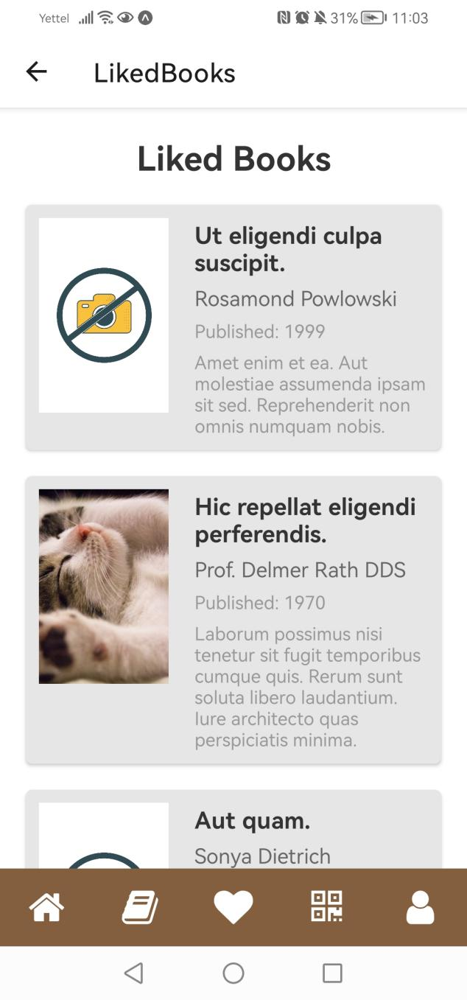 Yettel 31% 11:03
LikedBooks
Liked Books
Ut eligendi culpa
suscipit.
Rosamond Powlowski
Published: 1999
Amet enim et ea. Aut
molestiae assumenda ipsam
sit sed. Reprehenderit non
omnis numquam nobis.
Hic repellat eligendi
perferendis.
Prof. Delmer Rath DDS
Published: 1970
Laborum possimus nisi
tenetur sit fugit temporibus
cumque quis. Rerum sunt
soluta libero laudantium.
Iure architecto quas
perspiciatis minima.
Aut quam.
Sonya Dietrich